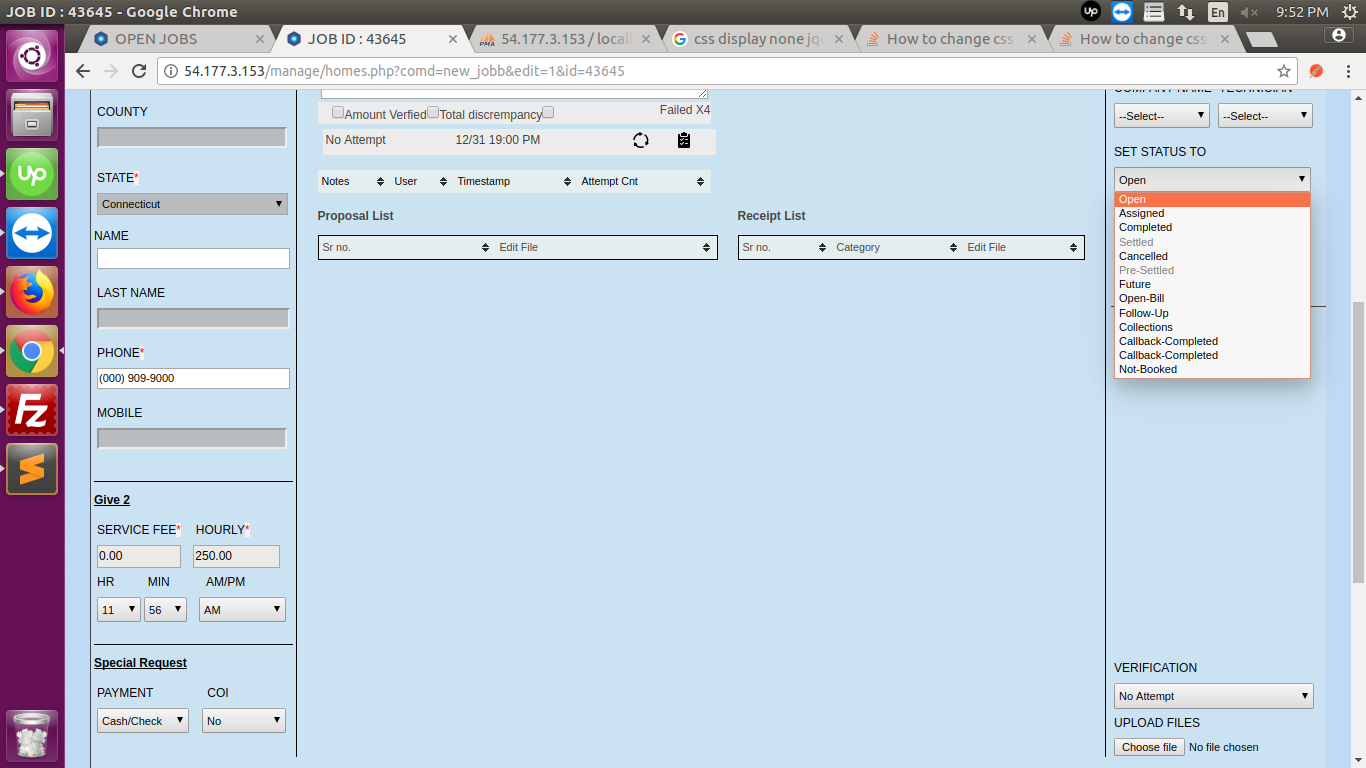 JOB ID : 43645 - Google Chrome
Up
En
9:52 PM
OPEN JOBS
JOB ID : 43645
PMA
54.177.3.153 / local
css display none jqu
How to change css
How to change css
54.177.3.153/manage/homes.php?comd=new_jobb&edit=1&id=43645
COUNTY
STATE*
Connecticut
NAME
LAST NAME
PHONE*
(000) 909-9000
MOBILE
Give 2
SERVICE FEE* HOURLY*
0.00 250.00
HR MIN AM/PM
11 56 AM
Special Request
PAYMENT COI
Cash/Check No
Amount Verfied Total discrempancy Failed X4
No Attempt 12/31 19:00 PM
Notes User Timestamp Attempt Cnt
Proposal List
Sr no. Edit File
Receipt List
Sr no. Category Edit File
COMPANY NAME TECHNICIAN
--Select-- --Select--
SET STATUS TO
Open
Open
Assigned
Completed
Settled
Cancelled
Pre-Settled
Future
Open-Bill
Follow-Up
Collections
Callback-Completed
Callback-Completed
Not-Booked
VERIFICATION
No Attempt
UPLOAD FILES
Choose file No file chosen
up
Fz